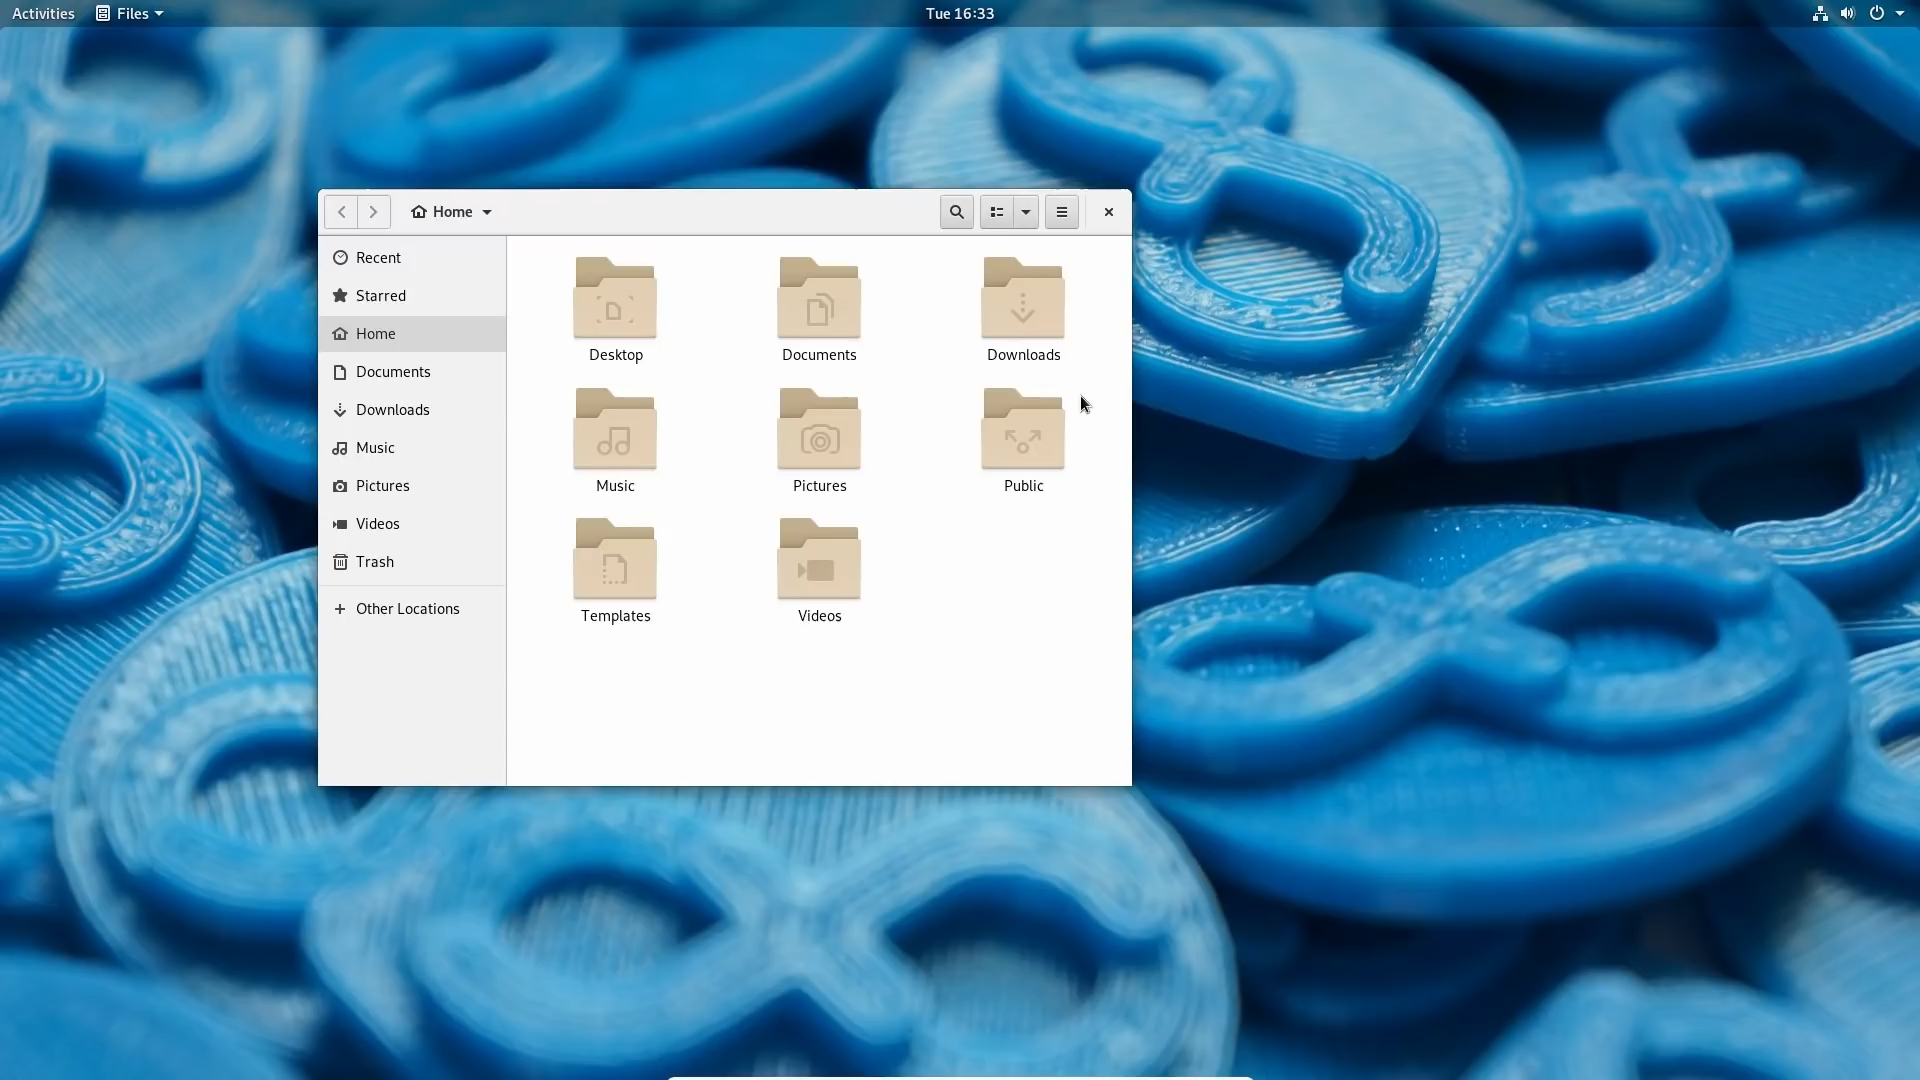 Activities
Files
Tue 16:33
Home
Recent
Starred
Home
Documents
Downloads
Music
Pictures
Videos
Trash
Other Locations
Desktop
Documents
Downloads
Music
Pictures
Public
Templates
Videos